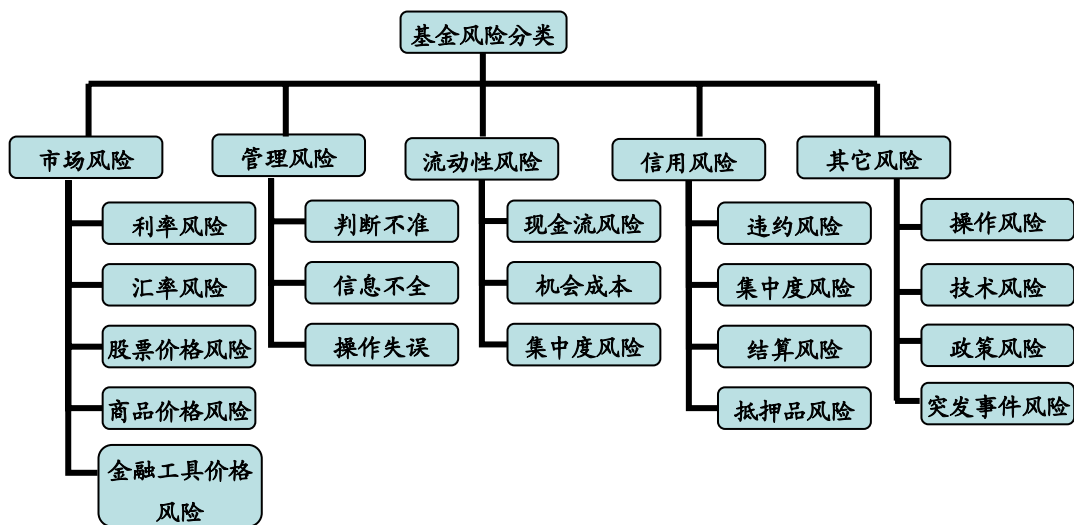 基金风险分类
市场风险
管理风险
流动性风险
信用风险
其它风险
利率风险
汇率风险
股票价格风险
商品价格风险
金融工具价格
风险
判断不准
信息不全
操作失误
现金流风险
机会成本
集中度风险
违约风险
集中度风险
结算风险
抵押品风险
操作风险
技术风险
政策风险
突发事件风险